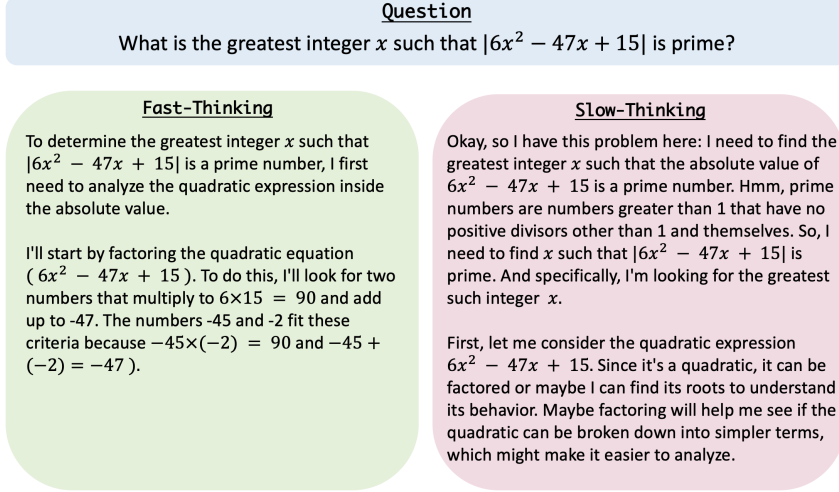 Question
What is the greatest integer x such that |6x² − 47x + 15| is prime?
Fast-Thinking
To determine the greatest integer x such that
|6x² − 47x + 15| is a prime number, I first
need to analyze the quadratic expression inside
the absolute value.
I'll start by factoring the quadratic equation
( 6x² − 47x + 15 ). To do this, I'll look for two
numbers that multiply to 6×15 = 90 and add
up to -47. The numbers -45 and -2 fit these
criteria because −45×(−2) = 90 and −45 +
(−2) = −47 ).
Slow-Thinking
Okay, so I have this problem here: I need to find the
greatest integer x such that the absolute value of
6x² − 47x + 15 is a prime number. Hmm, prime
numbers are numbers greater than 1 that have no
positive divisors other than 1 and themselves. So, I
need to find x such that |6x² − 47x + 15| is
prime. And specifically, I'm looking for the greatest
such integer x.
First, let me consider the quadratic expression
6x² − 47x + 15. Since it's a quadratic, it can be
factored or maybe I can find its roots to understand
its behavior. Maybe factoring will help me see if the
quadratic can be broken down into simpler terms,
which might make it easier to analyze.